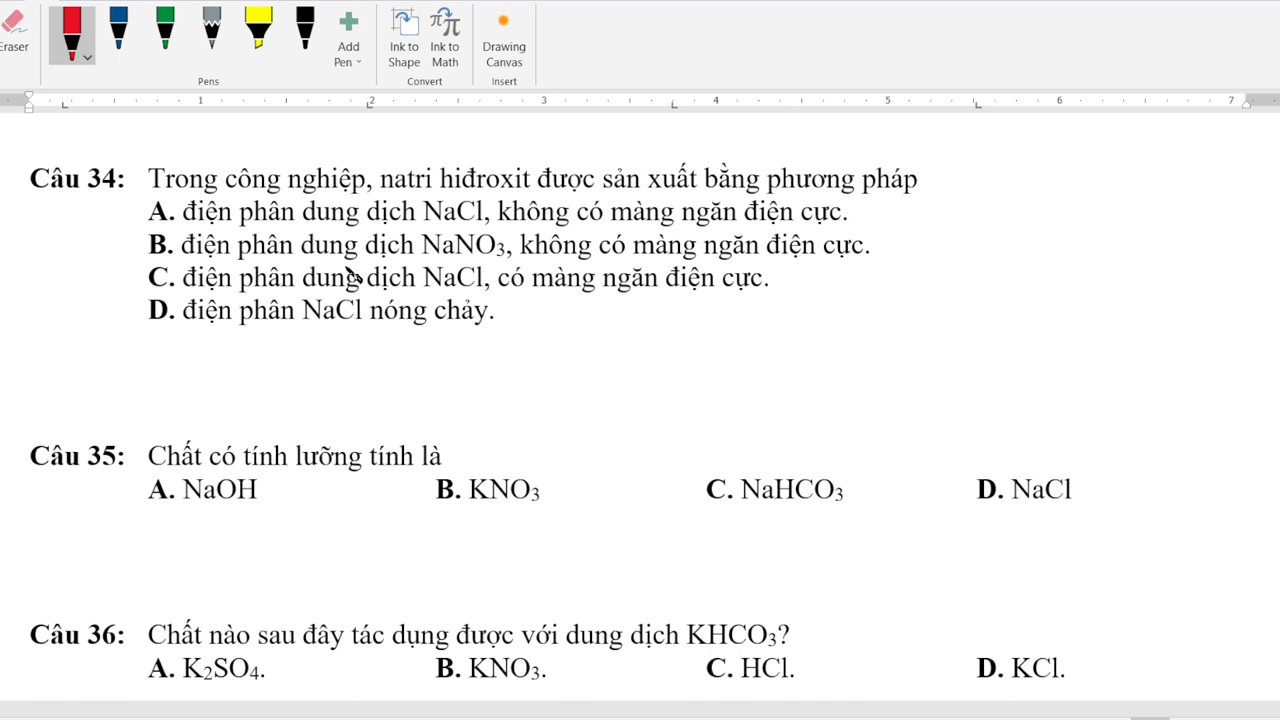 Eraser
Add Pen
Ink to Shape
Ink to Math
Drawing Canvas
Pens
Convert
Insert
1 2 3 4 5 6 7
Câu 34: Trong công nghiệp, natri hiđroxit được sản xuất bằng phương pháp
A. điện phân dung dịch NaCl, không có màng ngăn điện cực.
B. điện phân dung dịch NaNO₃, không có màng ngăn điện cực.
C. điện phân dung dịch NaCl, có màng ngăn điện cực.
D. điện phân NaCl nóng chảy.
Câu 35: Chất có tính lưỡng tính là
A. NaOH B. KNO₃ C. NaHCO₃ D. NaCl
Câu 36: Chất nào sau đây tác dụng được với dung dịch KHCO₃?
A. K₂SO₄. B. KNO₃. C. HCl. D. KCl.